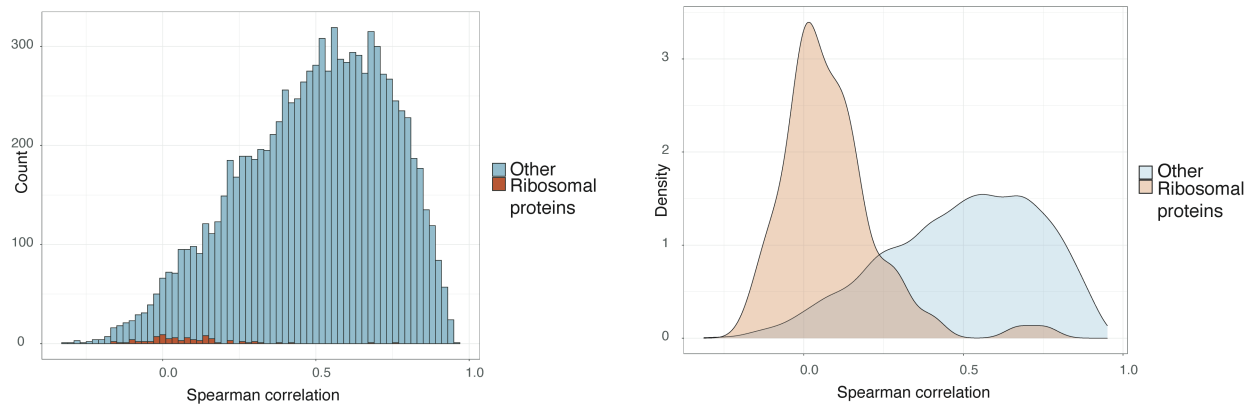 300
200
100
0
Count
0.0
0.5
1.0
Spearman correlation
Other
Ribosomal
proteins
3
2
1
0
Density
0.0
0.5
1.0
Spearman correlation
Other
Ribosomal
proteins